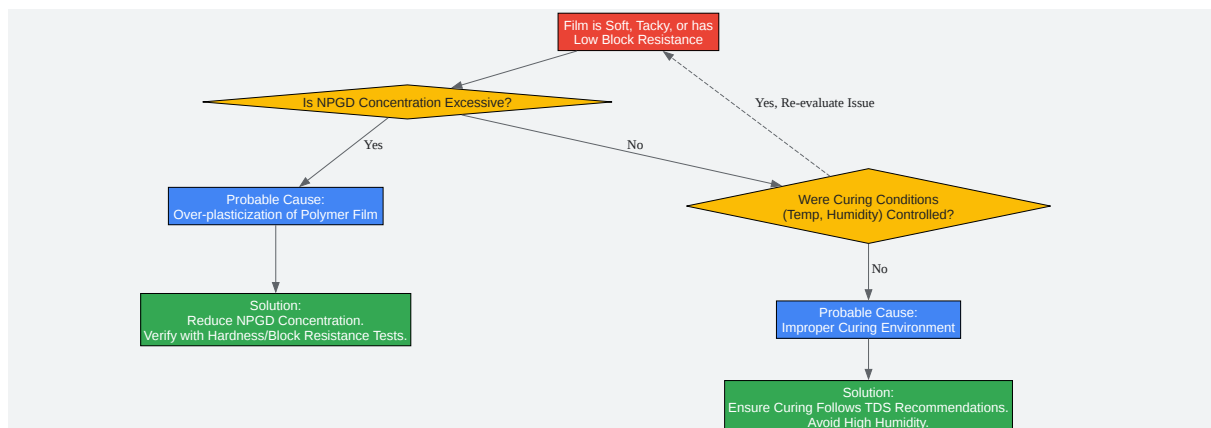 Film is Soft, Tacky, or has
Low Block Resistance
Is NPGD Concentration Excessive?
Yes, Re-evaluate Issue
Yes
No
Probable Cause:
Over-plasticization of Polymer Film
Were Curing Conditions
(Temp, Humidity) Controlled?
No
Solution:
Reduce NPGD Concentration.
Verify with Hardness/Block Resistance Tests.
Probable Cause:
Improper Curing Environment
Solution:
Ensure Curing Follows TDS Recommendations.
Avoid High Humidity.